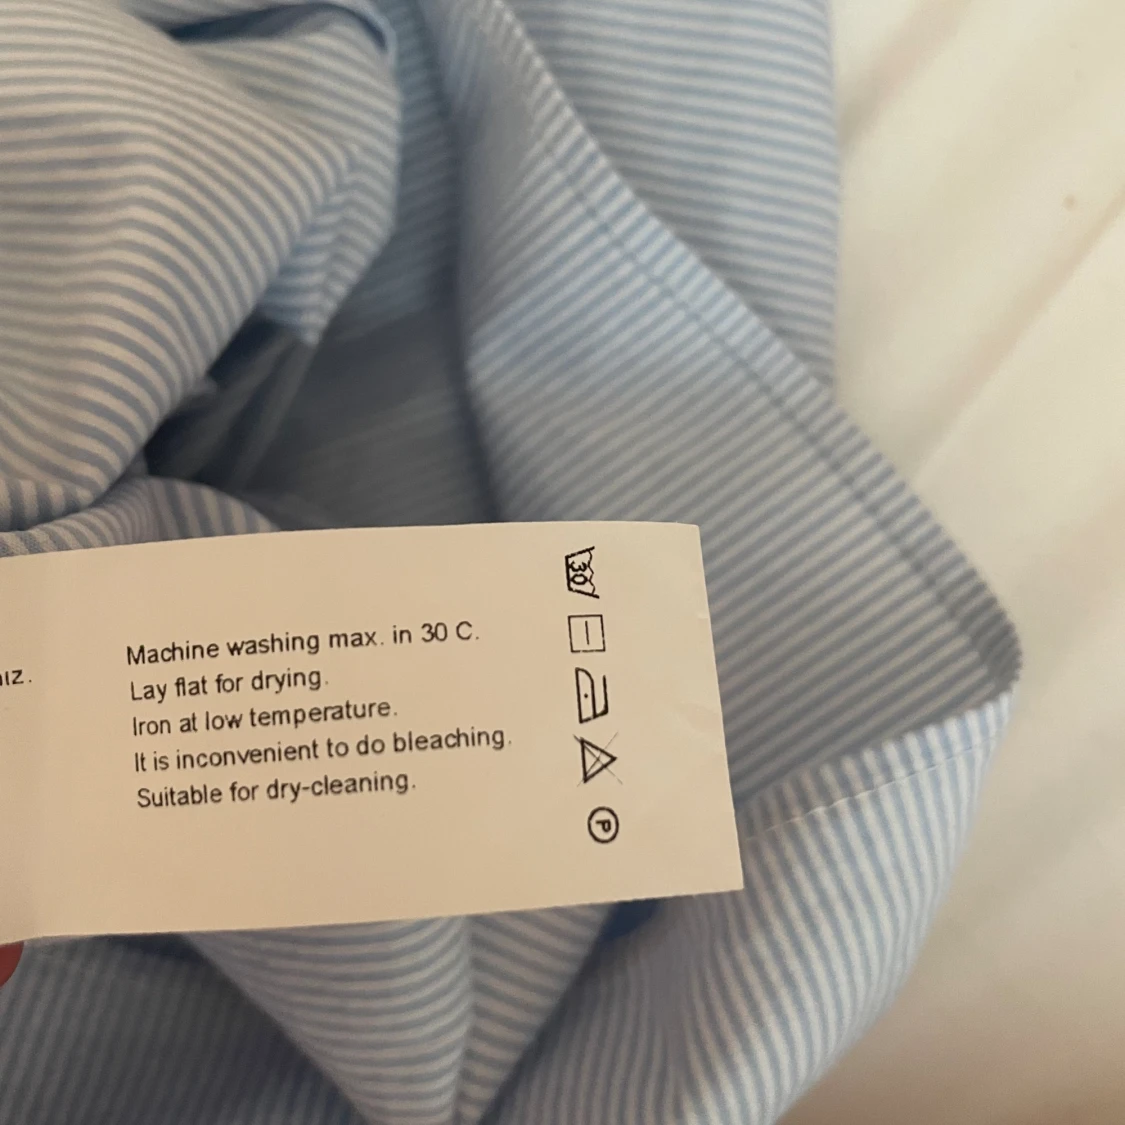 Machine washing max. in 30 C.
Lay flat for drying.
Iron at low temperature.
It is inconvenient to do bleaching.
Suitable for dry-cleaning.
30
P